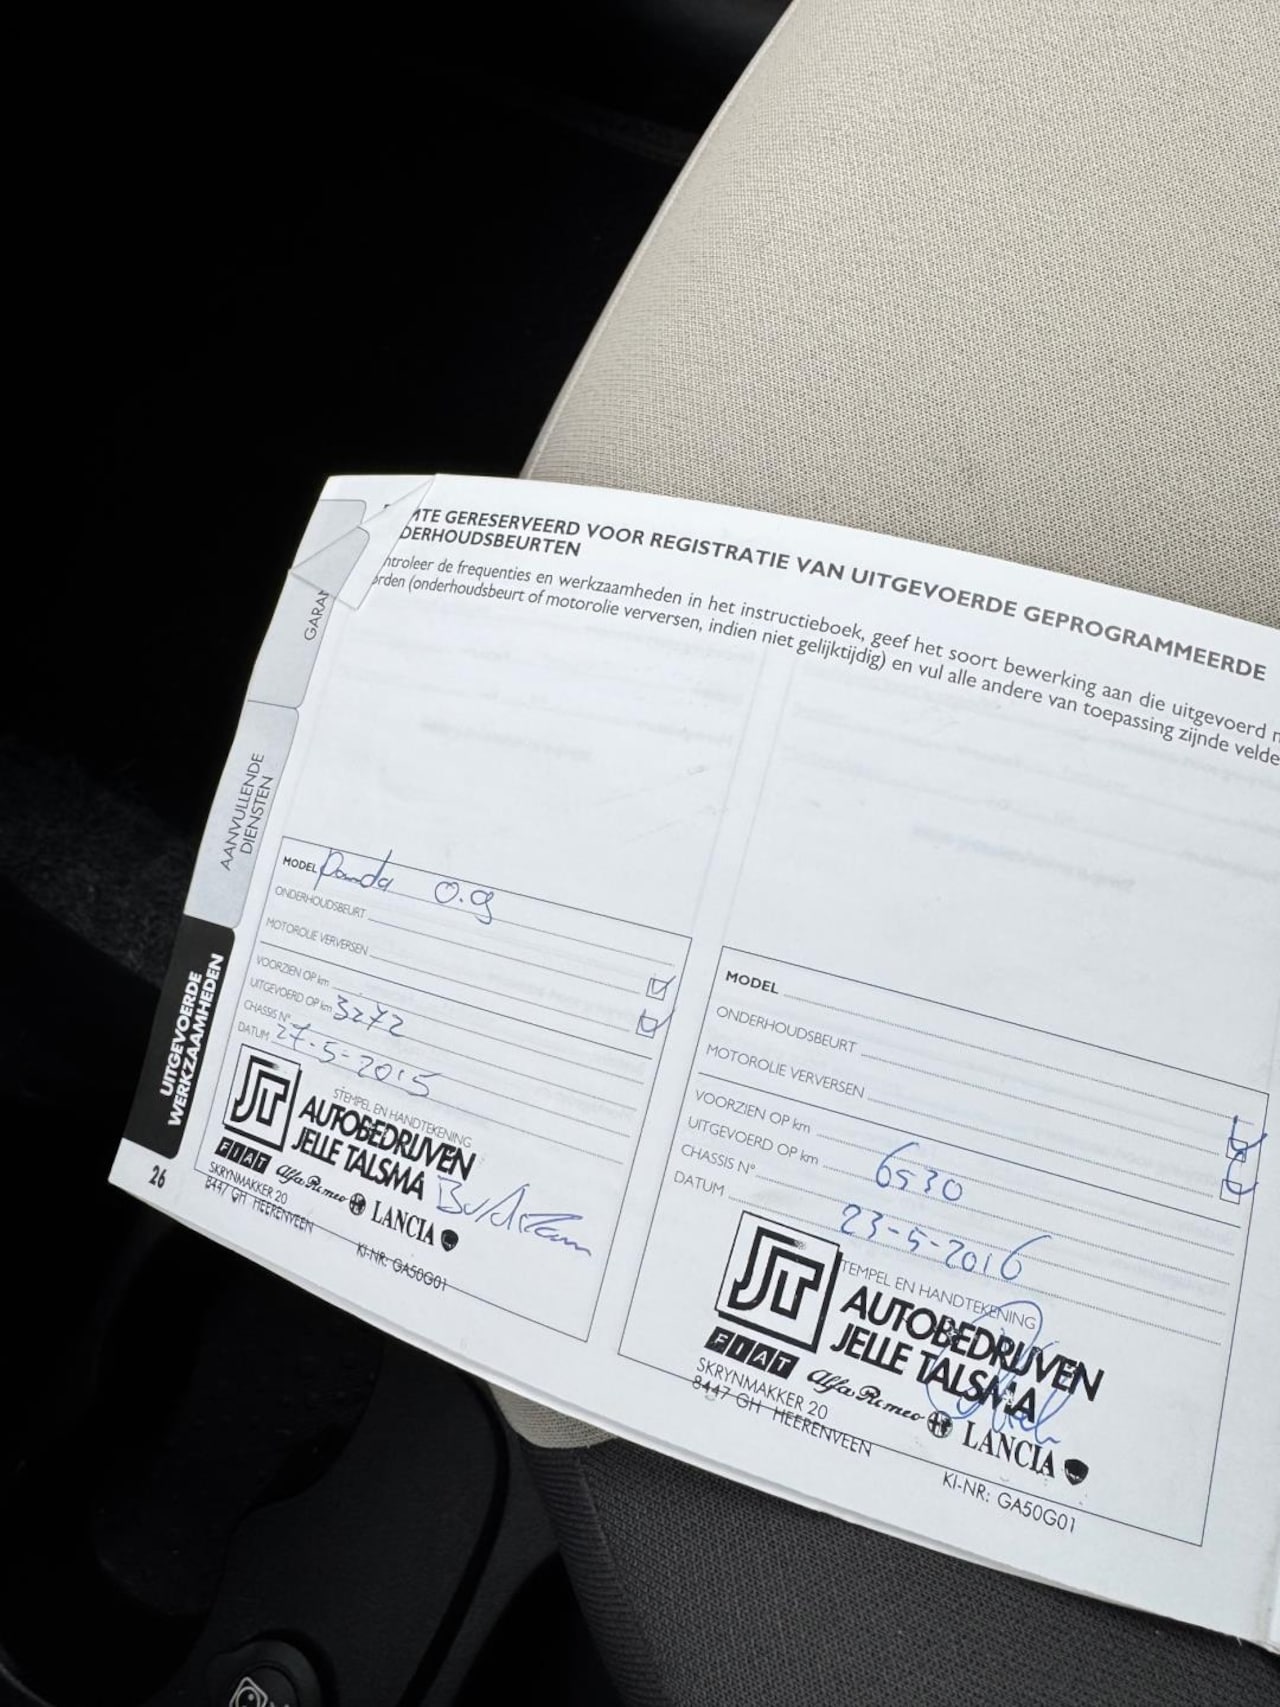 MTE GERESERVEERD VOOR REGISTRATIE VAN UITGEVOERDE GEPROGRAMMEERDE
DERHOUDSBEURTEN
ntroleer de frequenties en werkzaamheden in het instructieboek, geef het soort bewerking aan die uitgevoerd
rden (onderhoudsbeurt of motorolie verversen, indien niet gelijktijdig) en vul alle andere van toepassing zijnde velde
GARAN
AANVULLENDE
DIENSTEN
UITGEVOERDE
WERKZAAMHEDEN
26
MODEL Panda 0.9
ONDERHOUDSBEURT
MOTOROLIE VERVERSEN
VOORZIEN OP km
UITGEVOERD OP km 3272
CHASSIS N°
DATUM 27-5-2015
STEMPEL EN HANDTEKENING
JT
AUTOBEDRIJVEN
JELLE TALSMA
FIAT Alfa Romeo LANCIA
SKRYNMAKKER 20
8447 GH HEERENVEEN
KI-NR: GA50G01
MODEL
ONDERHOUDSBEURT
MOTOROLIE VERVERSEN
VOORZIEN OP km
UITGEVOERD OP km 6530
CHASSIS N°
DATUM 23-5-2016
STEMPEL EN HANDTEKENING
JT
AUTOBEDRIJVEN
JELLE TALSMA
FIAT Alfa Romeo LANCIA
SKRYNMAKKER 20
8447 GH HEERENVEEN
KI-NR: GA50G01